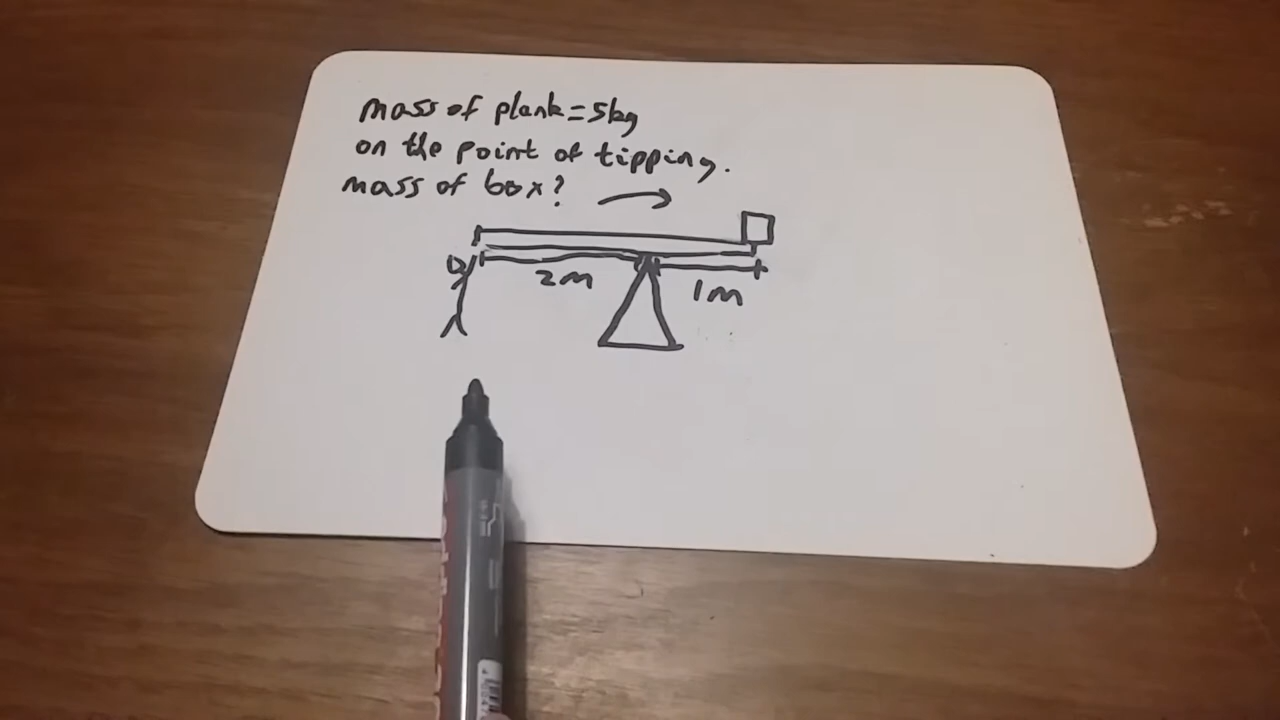 mass of plank = 5kg
on the point of tipping.
mass of box?
2m
1m